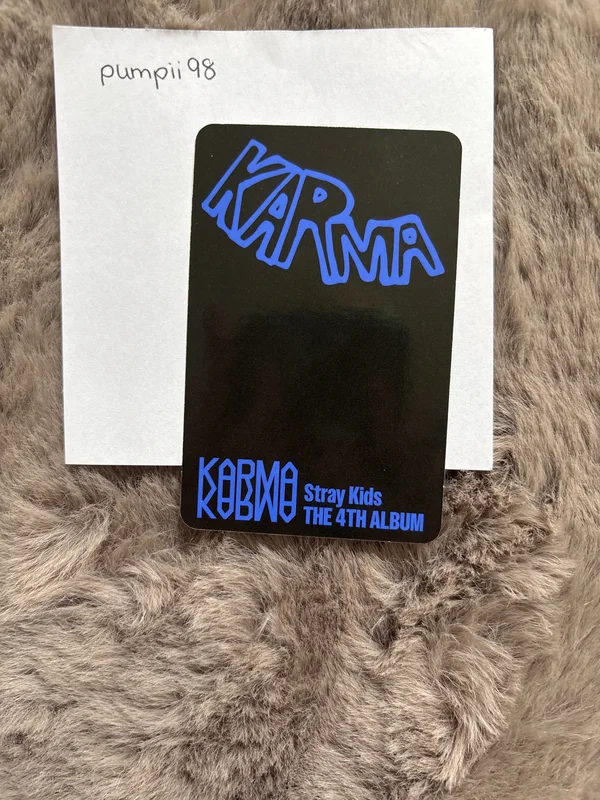 pumpii98
KARMA
KARMA
Stray Kids
THE 4TH ALBUM